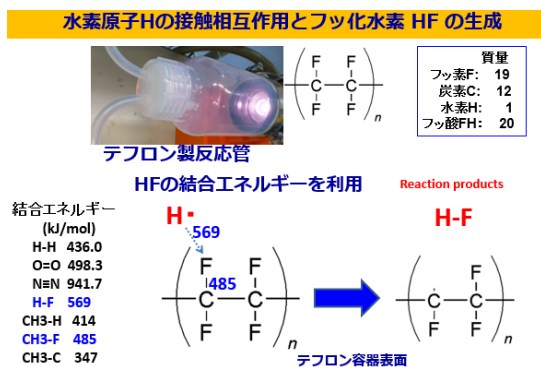 水素原子Hの接触相互作用とフッ化水素 HF の生成
F F
C C
F F
n
質量
フッ素F: 19
炭素C: 12
水素H: 1
フッ酸FH: 20
テフロン製反応管
HFの結合エネルギーを利用
Reaction products
結合エネルギー
(kJ/mol)
H-H 436.0
O=O 498.3
N≡N 941.7
H-F 569
CH3-H 414
CH3-F 485
CH3-C 347
H・
569
F F
485
C C
F F
n
H-F
F
C C
F F
n
テフロン容器表面